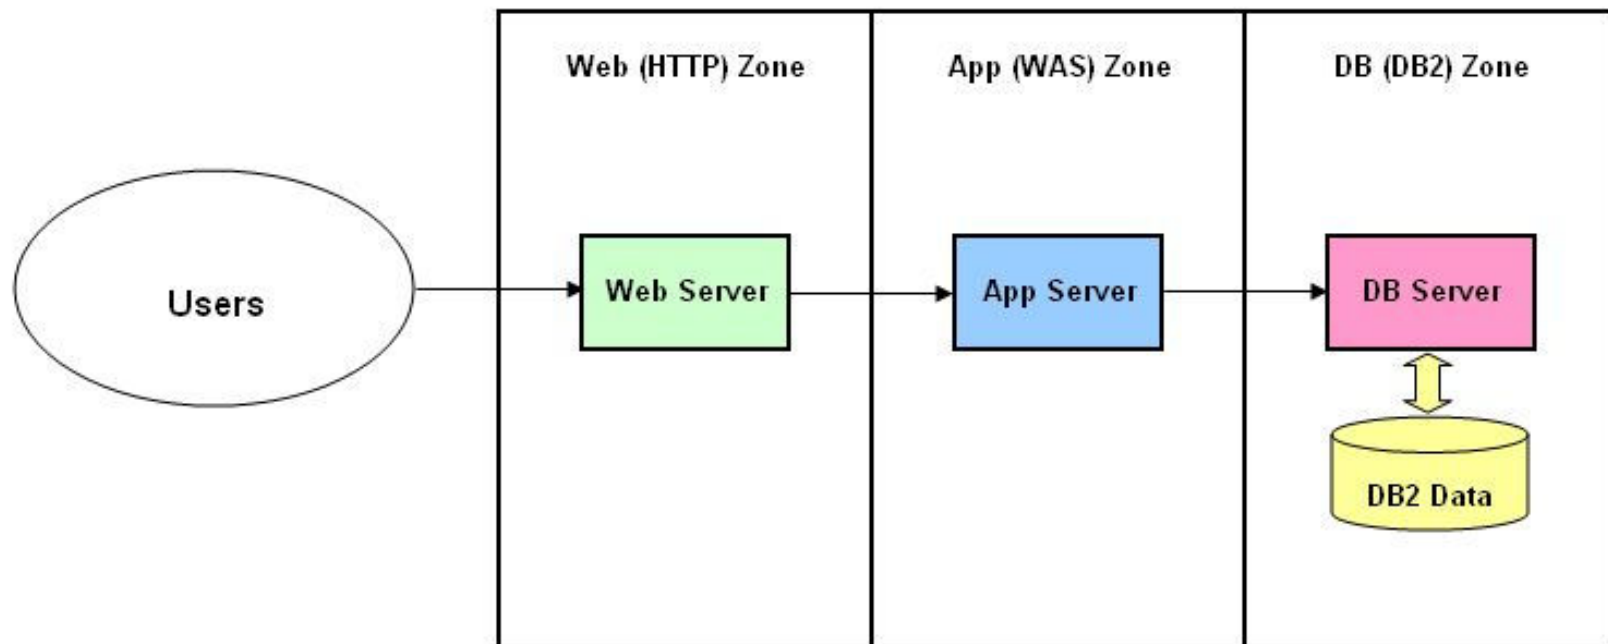 Web (HTTP) Zone
App (WAS) Zone
DB (DB2) Zone
Users
Web Server
App Server
DB Server
DB2 Data